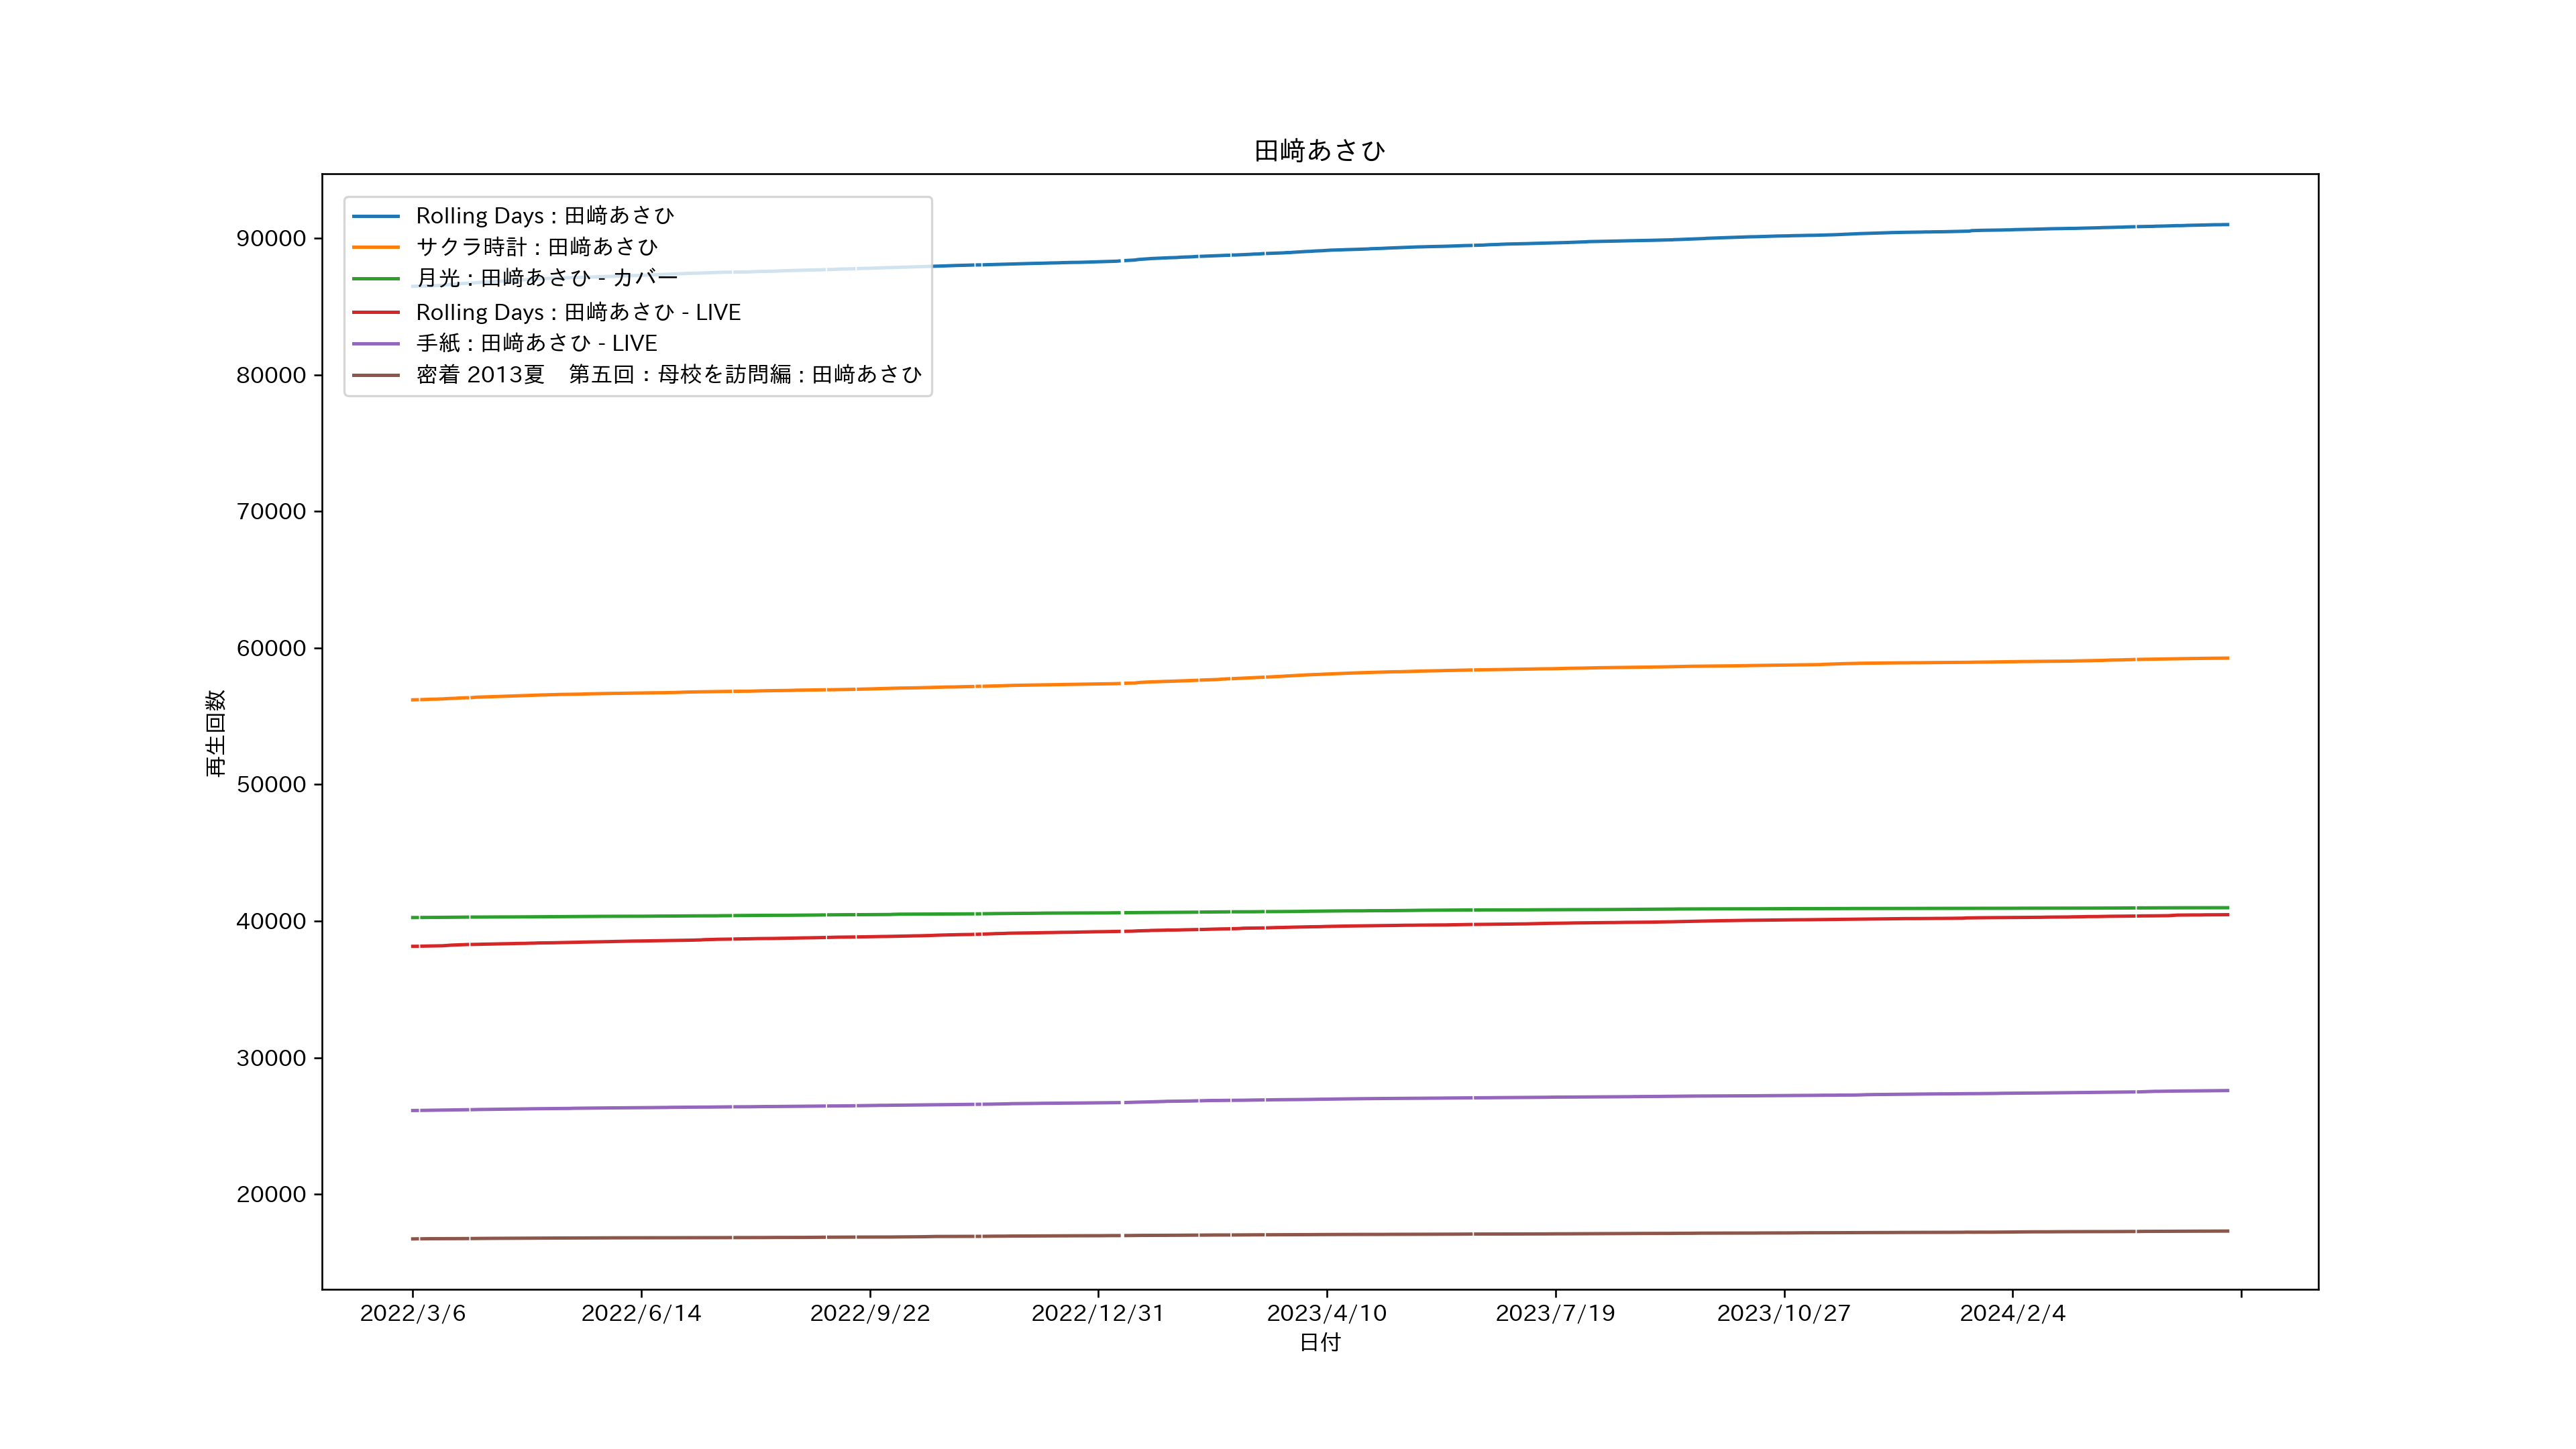 田﨑あさひ
Rolling Days : 田﨑あさひ
サクラ時計 : 田﨑あさひ
月光 : 田﨑あさひ - カバー
Rolling Days : 田﨑あさひ - LIVE
手紙 : 田﨑あさひ - LIVE
密着 2013夏　第五回：母校を訪問編 : 田﨑あさひ
90000
80000
70000
60000
50000
40000
30000
20000
再生回数
2022/3/6
2022/6/14
2022/9/22
2022/12/31
2023/4/10
2023/7/19
2023/10/27
2024/2/4
日付